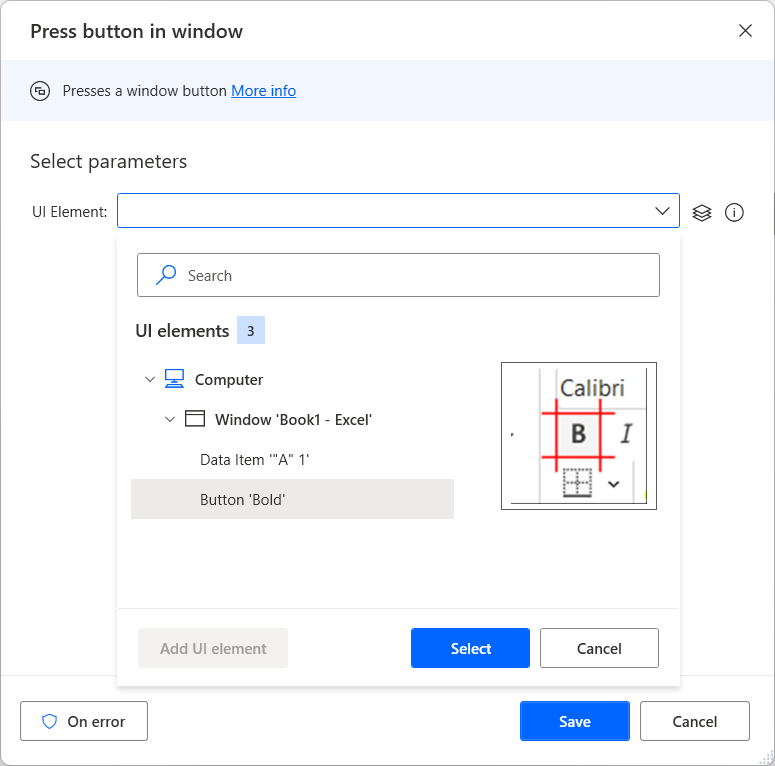 Press button in window
Presses a window button More info
Select parameters
UI Element:
Search
UI elements 3
Computer
Window 'Book1 - Excel'
Data Item '"A" 1'
Button 'Bold'
Calibri
B I
Add UI element Select Cancel
On error Save Cancel